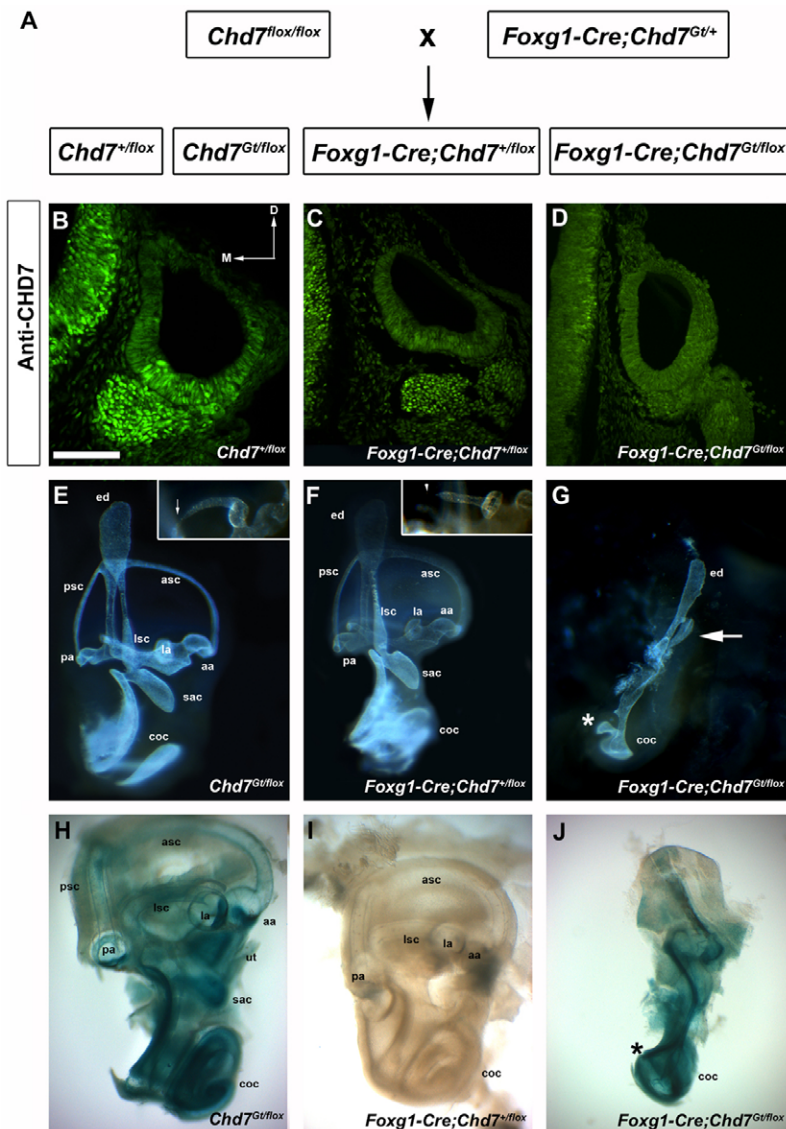 A
Chd7flox/flox x Foxg1-Cre;Chd7Gt/+
Chd7+/flox Chd7Gt/flox Foxg1-Cre;Chd7+/flox Foxg1-Cre;Chd7Gt/flox
Anti-CHD7
B D M Chd7+/flox
C Foxg1-Cre;Chd7+/flox
D Foxg1-Cre;Chd7Gt/flox
E
ed
psc asc
lsc la
pa aa
sac
coc
Chd7Gt/flox
F
ed
psc asc
la aa
lsc
pa
sac
coc
Foxg1-Cre;Chd7+/flox
G
ed
*
coc
Foxg1-Cre;Chd7Gt/flox
H
asc
psc
lsc la
aa
pa
ut
sac
coc
Chd7Gt/flox
I
asc
lsc la
aa
pa
coc
Foxg1-Cre;Chd7+/flox
J
*
coc
Foxg1-Cre;Chd7Gt/flox